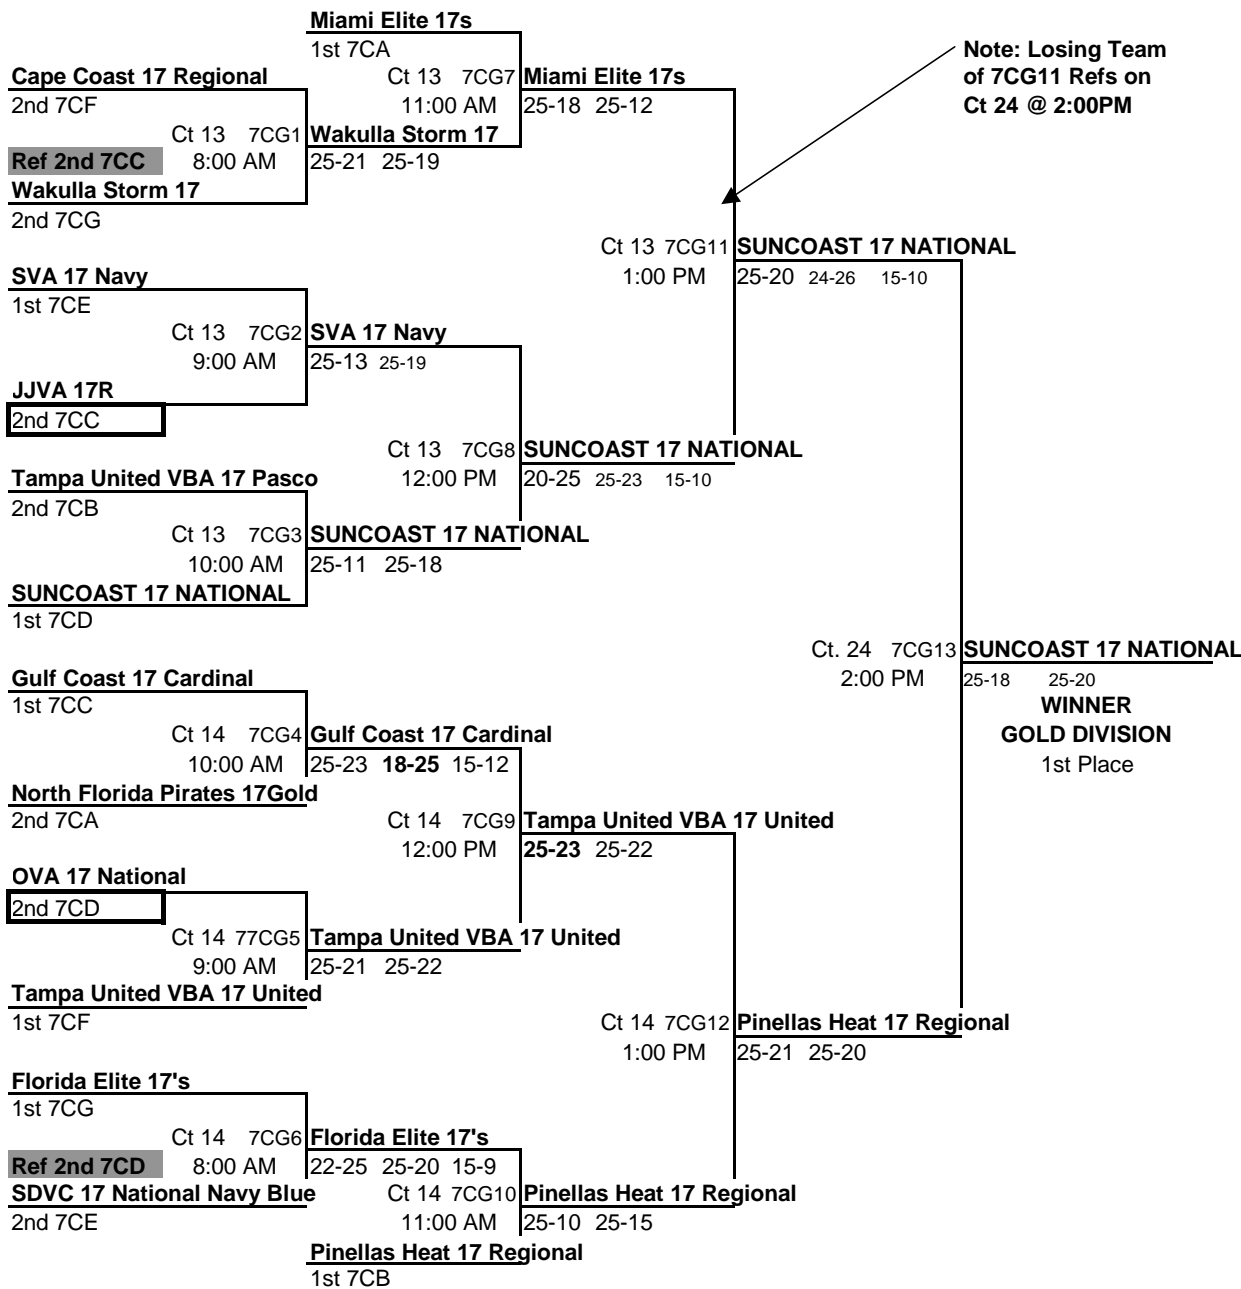 Miami Elite 17s
1st 7CA
Note: Losing Team
of 7CG11 Refs on
Ct 24 @ 2:00PM
Cape Coast 17 Regional
Ct 13 7CG7 Miami Elite 17s
2nd 7CF
11:00 AM 25-18 25-12
Ct 13 7CG1 Wakulla Storm 17
Ref 2nd 7CC 8:00 AM 25-21 25-19
Wakulla Storm 17
2nd 7CG
Ct 13 7CG11 SUNCOAST 17 NATIONAL
1:00 PM 25-20 24-26 15-10
SVA 17 Navy
1st 7CE
Ct 13 7CG2 SVA 17 Navy
9:00 AM 25-13 25-19
JJVA 17R
2nd 7CC
Ct 13 7CG8 SUNCOAST 17 NATIONAL
Tampa United VBA 17 Pasco 12:00 PM 20-25 25-23 15-10
2nd 7CB
Ct 13 7CG3 SUNCOAST 17 NATIONAL
10:00 AM 25-11 25-18
SUNCOAST 17 NATIONAL
1st 7CD
Ct. 24 7CG13 SUNCOAST 17 NATIONAL
Gulf Coast 17 Cardinal 2:00 PM 25-18 25-20
1st 7CC WINNER
Ct 14 7CG4 Gulf Coast 17 Cardinal GOLD DIVISION
10:00 AM 25-23 18-25 15-12 1st Place
North Florida Pirates 17Gold
2nd 7CA Ct 14 7CG9 Tampa United VBA 17 United
12:00 PM 25-23 25-22
OVA 17 National
2nd 7CD
Ct 14 77CG5 Tampa United VBA 17 United
9:00 AM 25-21 25-22
Tampa United VBA 17 United
1st 7CF Ct 14 7CG12 Pinellas Heat 17 Regional
1:00 PM 25-21 25-20
Florida Elite 17's
1st 7CG
Ct 14 7CG6 Florida Elite 17's
Ref 2nd 7CD 8:00 AM 22-25 25-20 15-9
SDVC 17 National Navy Blue Ct 14 7CG10 Pinellas Heat 17 Regional
2nd 7CE 11:00 AM 25-10 25-15
Pinellas Heat 17 Regional
1st 7CB